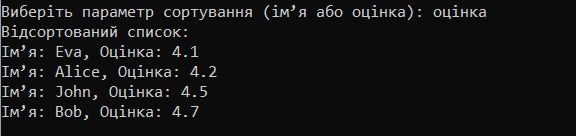 Виберіть параметр сортування (ім’я або оцінка): оцінка
Відсортований список:
Ім’я: Eva, Оцінка: 4.1
Ім’я: Alice, Оцінка: 4.2
Ім’я: John, Оцінка: 4.5
Ім’я: Bob, Оцінка: 4.7